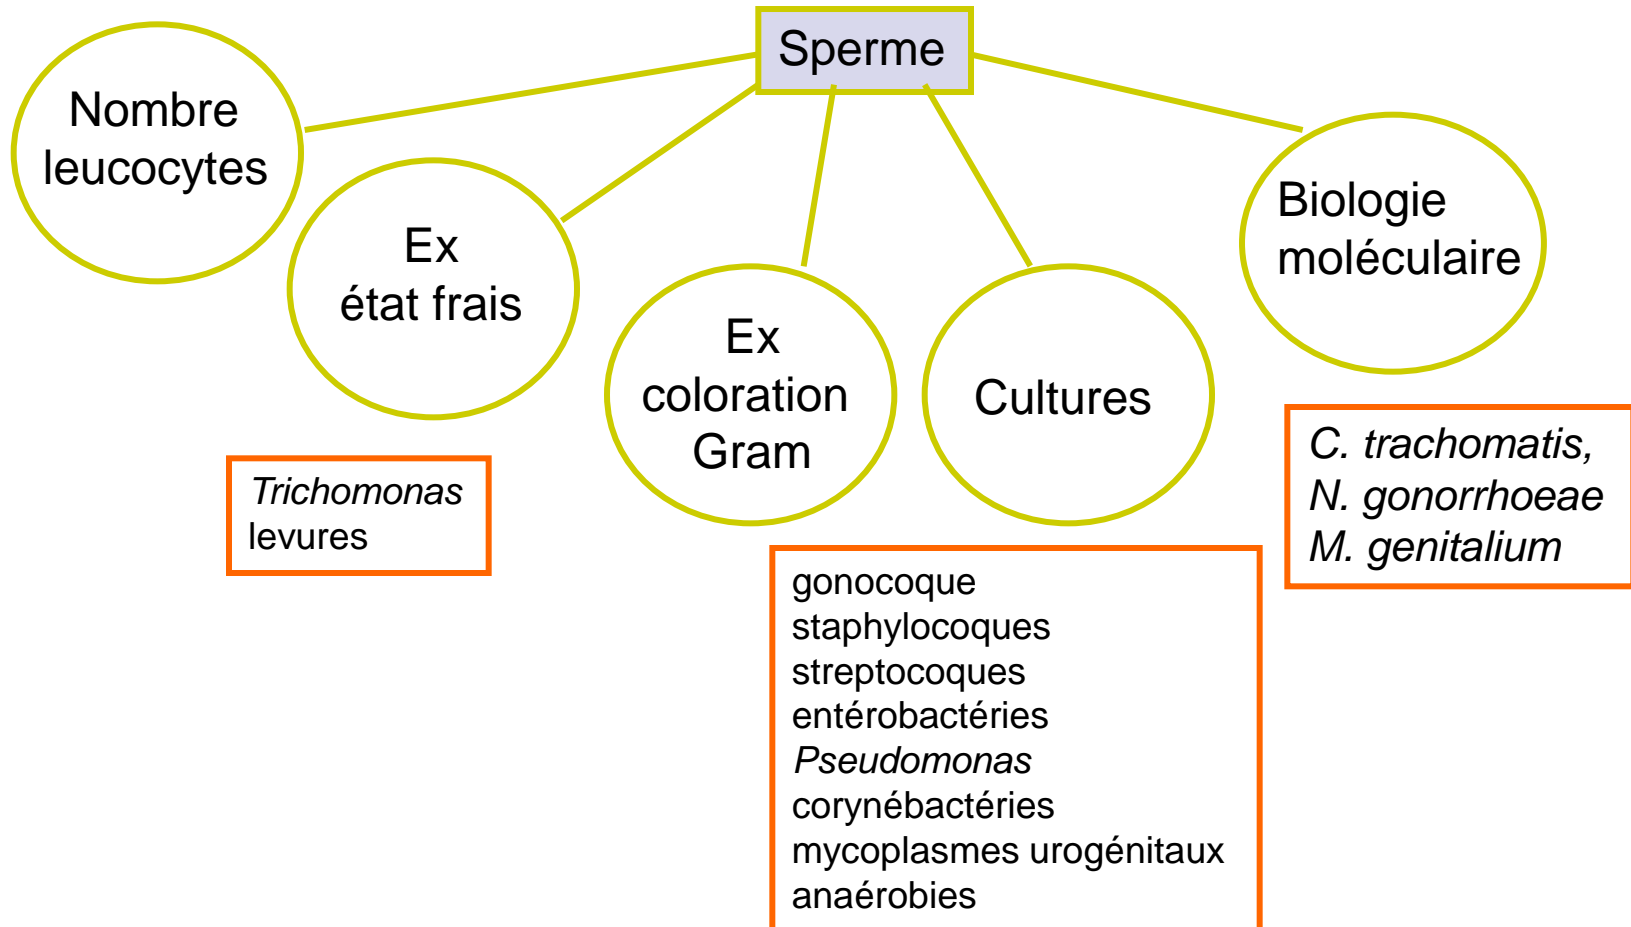 Sperme
Nombre
leucocytes
Ex
état frais
Ex
coloration
Gram
Cultures
Biologie
moléculaire
Trichomonas
levures
gonocoque
staphylocoques
streptocoques
entérobactéries
Pseudomonas
corynébactéries
mycoplasmes urogénitaux
anaérobies
C. trachomatis,
N. gonorrhoeae
M. genitalium